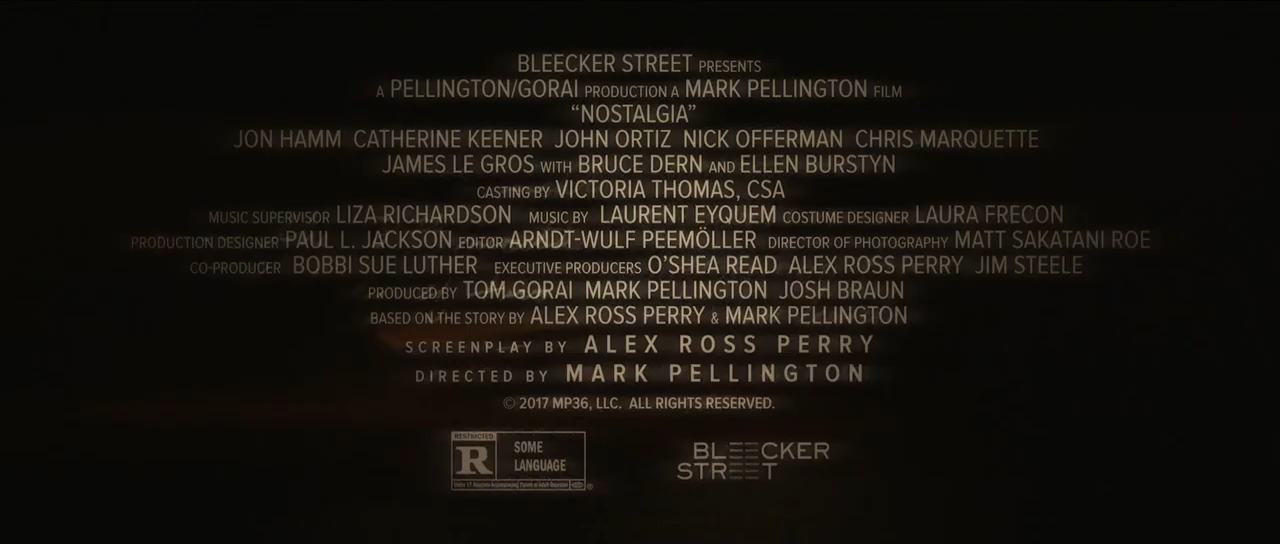 BLEECKER STREET PRESENTS
A PELLINGTON/GORAI PRODUCTION A MARK PELLINGTON FILM
“NOSTALGIA”
JON HAMM CATHERINE KEENER JOHN ORTIZ NICK OFFERMAN CHRIS MARQUETTE
JAMES LE GROS WITH BRUCE DERN AND ELLEN BURSTYN
CASTING BY VICTORIA THOMAS, CSA
MUSIC SUPERVISOR LIZA RICHARDSON MUSIC BY LAURENT EYQUEM COSTUME DESIGNER LAURA FRECON
PRODUCTION DESIGNER PAUL L. JACKSON EDITOR ARNDT-WULF PEEMÖLLER DIRECTOR OF PHOTOGRAPHY MATT SAKATANI ROE
CO-PRODUCER BOBBI SUE LUTHER EXECUTIVE PRODUCERS O’SHEA READ ALEX ROSS PERRY JIM STEELE
PRODUCED BY TOM GORAI MARK PELLINGTON JOSH BRAUN
BASED ON THE STORY BY ALEX ROSS PERRY & MARK PELLINGTON
SCREENPLAY BY ALEX ROSS PERRY
DIRECTED BY MARK PELLINGTON
© 2017 MP36, LLC. ALL RIGHTS RESERVED.
RESTRICTED
R
SOME
LANGUAGE
BLEECKER
STREET